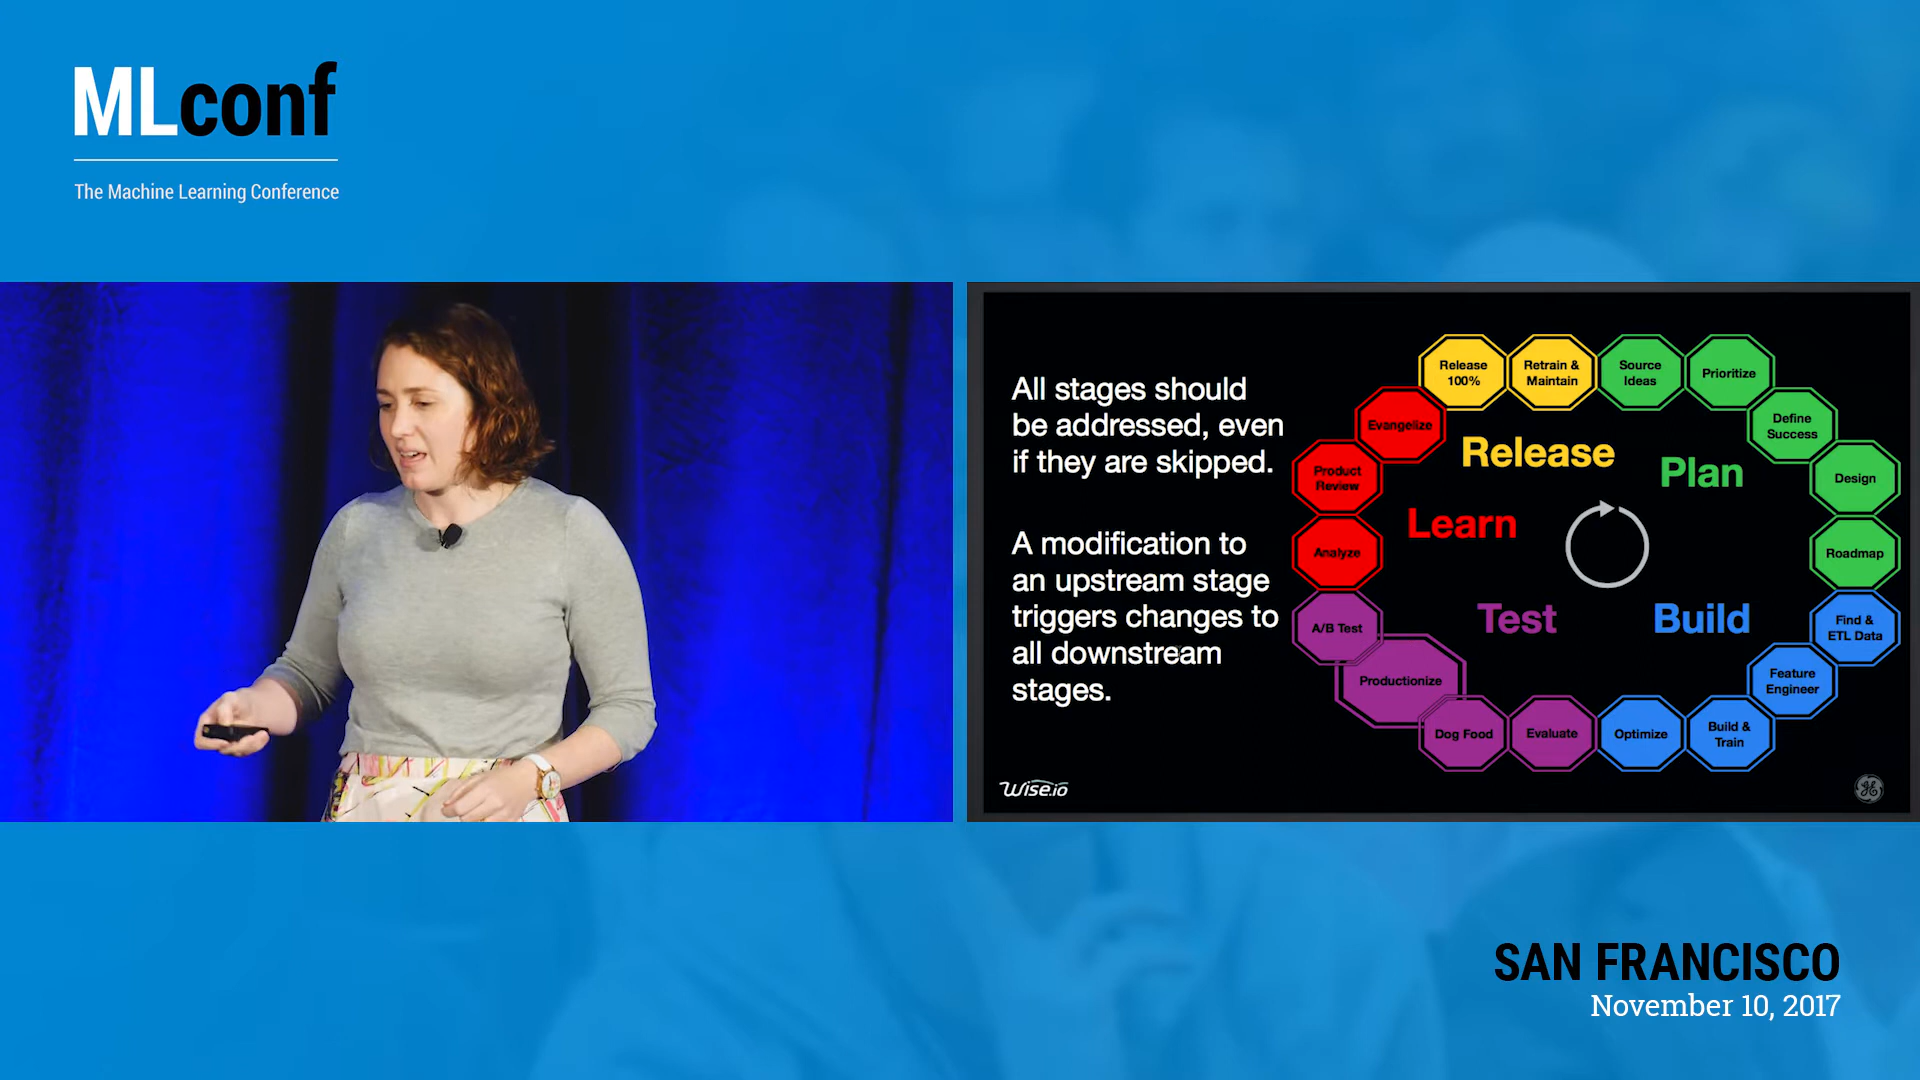 MLconf
The Machine Learning Conference
All stages should
be addressed, even
if they are skipped.
A modification to
an upstream stage
triggers changes to
all downstream
stages.
Wise.io
Release
100%
Retrain &
Maintain
Source
Ideas
Prioritize
Define
Success
Design
Roadmap
Find &
ETL Data
Feature
Engineer
Build &
Train
Optimize
Evaluate
Dog Food
Productionize
A/B Test
Analyze
Product
Review
Evangelize
Release
Plan
Learn
Test
Build
GE
SAN FRANCISCO
November 10, 2017